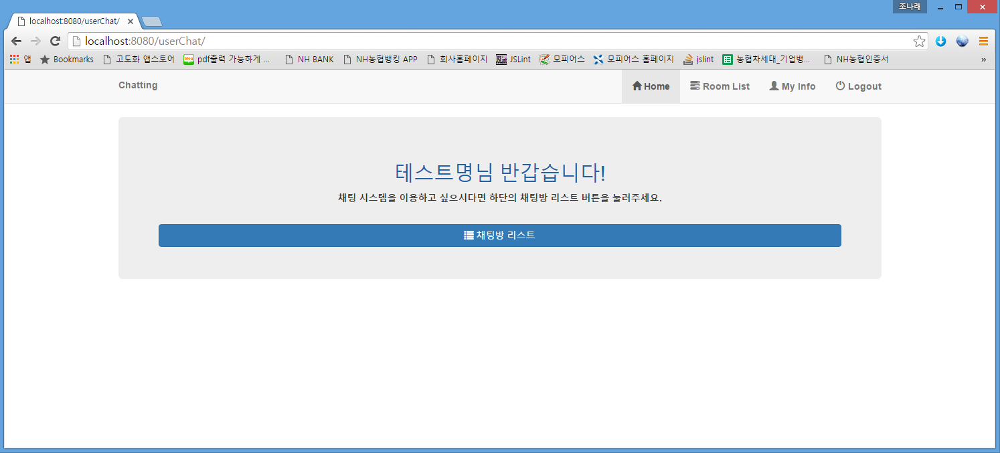 조나래
localhost:8080/userChat/
localhost:8080/userChat/
앱 Bookmarks 고도화 앱스토어 blog pdf출력 가능하게 ... NH BANK NH농협뱅킹 APP 회사홈페이지 JSLint 모피어스 모피어스 홈페이지 jslint 농협차세대_기업뱅... NH농협인증서 »
Chatting Home Room List My Info Logout
테스트명님 반갑습니다!
채팅 시스템을 이용하고 싶으시다면 하단의 채팅방 리스트 버튼을 눌러주세요.
채팅방 리스트